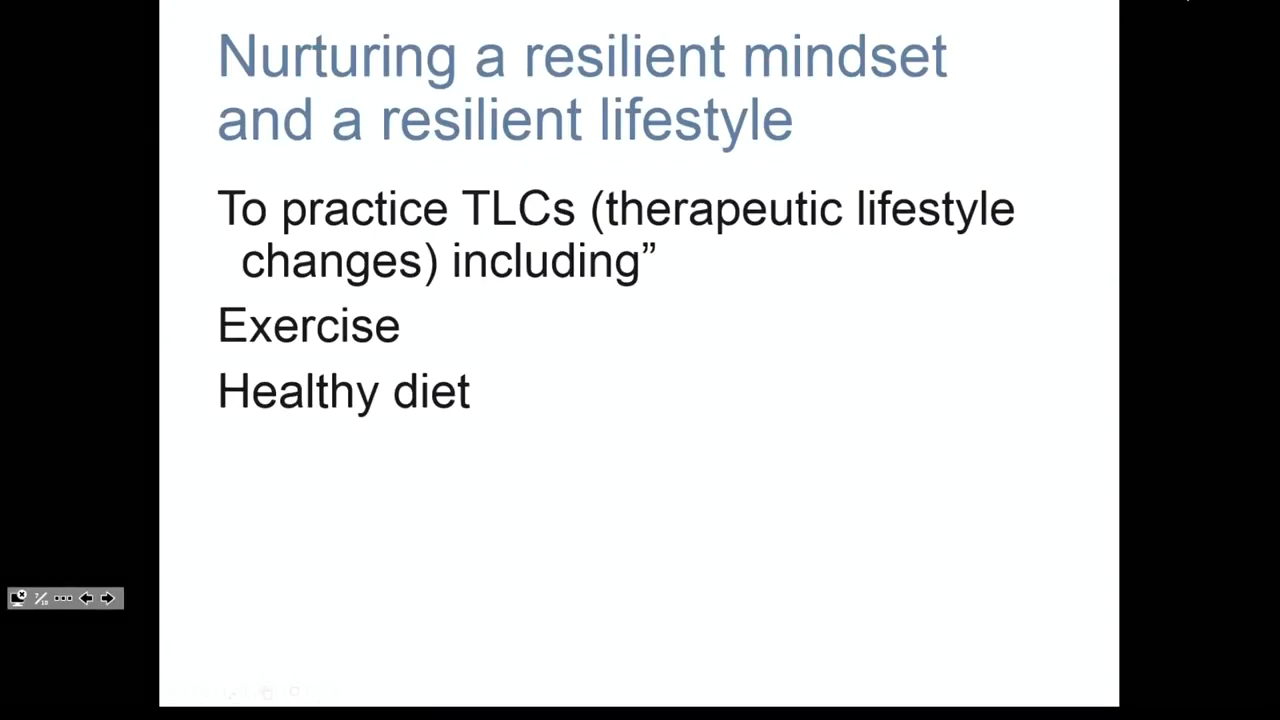 Nurturing a resilient mindset
and a resilient lifestyle
To practice TLCs (therapeutic lifestyle
changes) including”
Exercise
Healthy diet